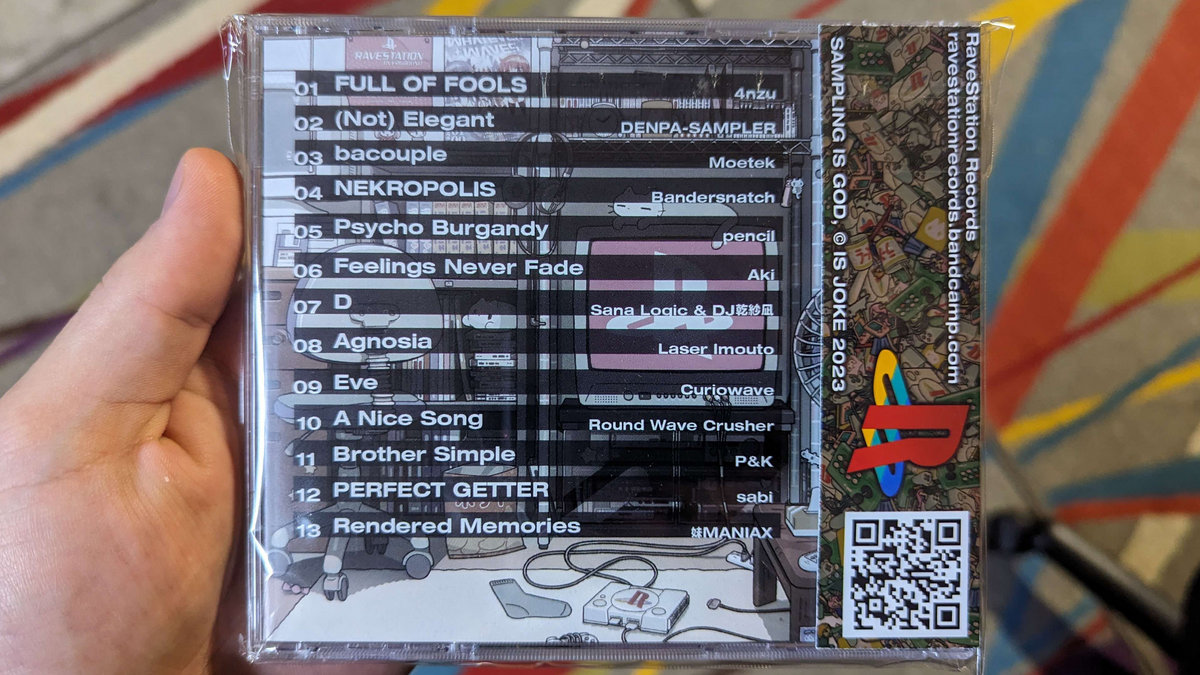 RAVESTATION
01 FULL OF FOOLS 4nzu
02 (Not) Elegant DENPA-SAMPLER
03 bacouple Moetek
04 NEKROPOLIS Bandersnatch
05 Psycho Burgandy pencil
06 Feelings Never Fade Aki
07 D Sana Logic & DJ乾紗凪
08 Agnosia Laser Imouto
09 Eve Curiowave
10 A Nice Song Round Wave Crusher
11 Brother Simple P&K
12 PERFECT GETTER sabi
13 Rendered Memories 妹MANIAX
RaveStation Records
ravestationrecords.bandcamp.com
SAMPLING IS GOD, © IS JOKE 2023